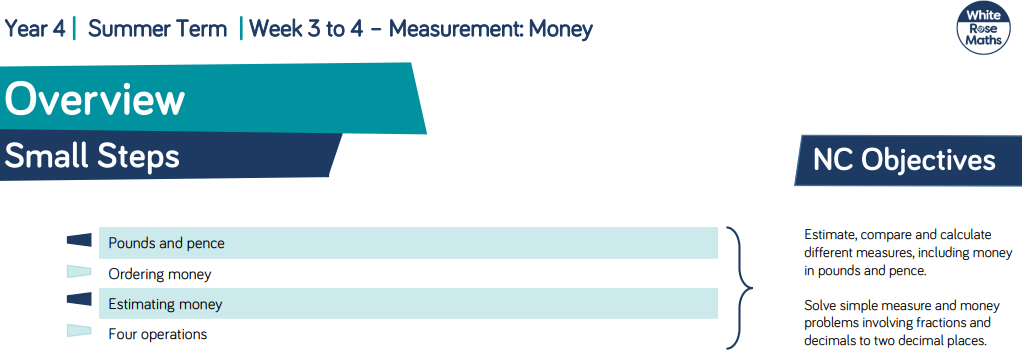 Year 4 | Summer Term | Week 3 to 4 – Measurement: Money
White
Rose
Maths
Overview
Small Steps
NC Objectives
Pounds and pence
Ordering money
Estimating money
Four operations
Estimate, compare and calculate
different measures, including money
in pounds and pence.
Solve simple measure and money
problems involving fractions and
decimals to two decimal places.